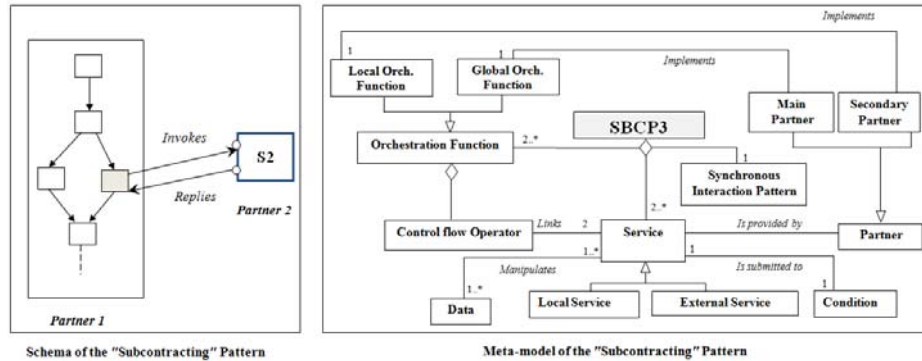 Invokes
S2
Replies
Partner 2
Partner 1
Schema of the "Subcontracting" Pattern
Implements
1
1
Local Orch.
Function
Global Orch.
Function
Implements
Main
Partner
Secondary
Partner
SBCP3
2..*
Orchestration Function
1
Synchronous
Interaction Pattern
2..*
Control flow Operator
Links
2
Service
Is provided by
Partner
1..*
1
Manipulates
Is submitted to
1..*
1
Data
Local Service
External Service
Condition
Meta-model of the "Subcontracting" Pattern